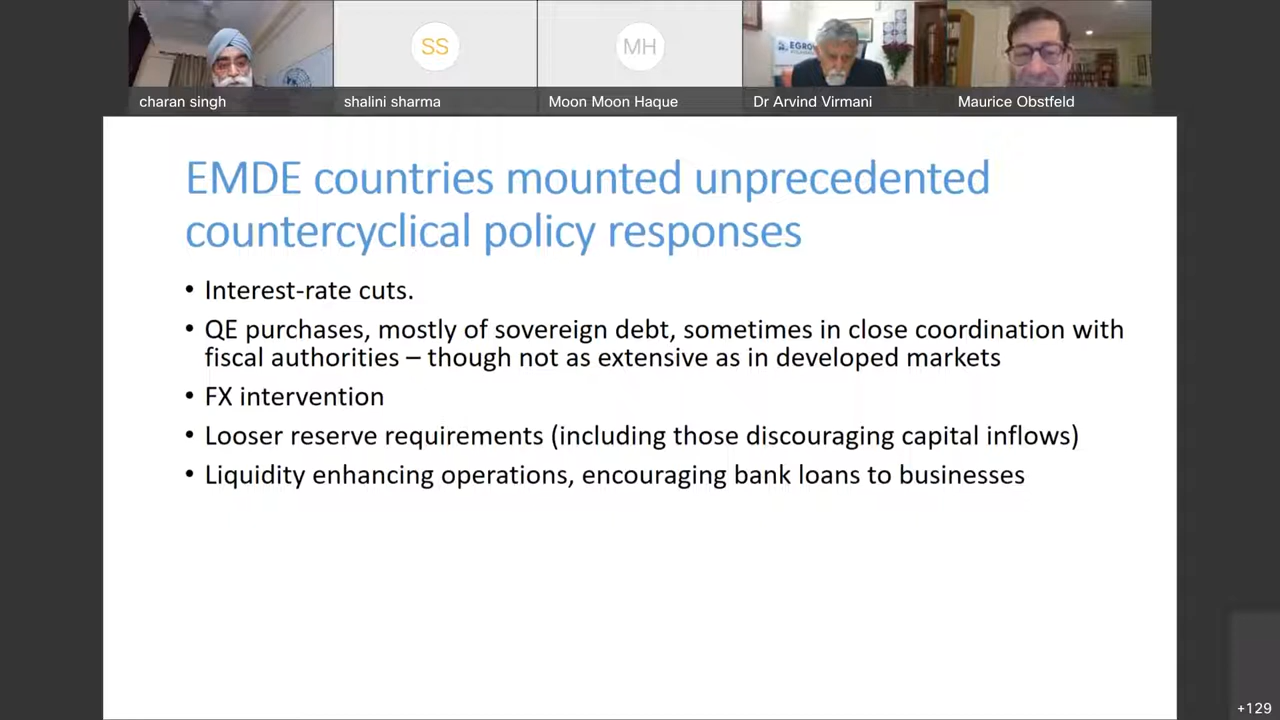 SS
MH
EGROW
charan singh
shalini sharma
Moon Moon Haque
Dr Arvind Virmani
Maurice Obstfeld
EMDE countries mounted unprecedented
countercyclical policy responses
• Interest-rate cuts.
• QE purchases, mostly of sovereign debt, sometimes in close coordination with
fiscal authorities – though not as extensive as in developed markets
• FX intervention
• Looser reserve requirements (including those discouraging capital inflows)
• Liquidity enhancing operations, encouraging bank loans to businesses
+129